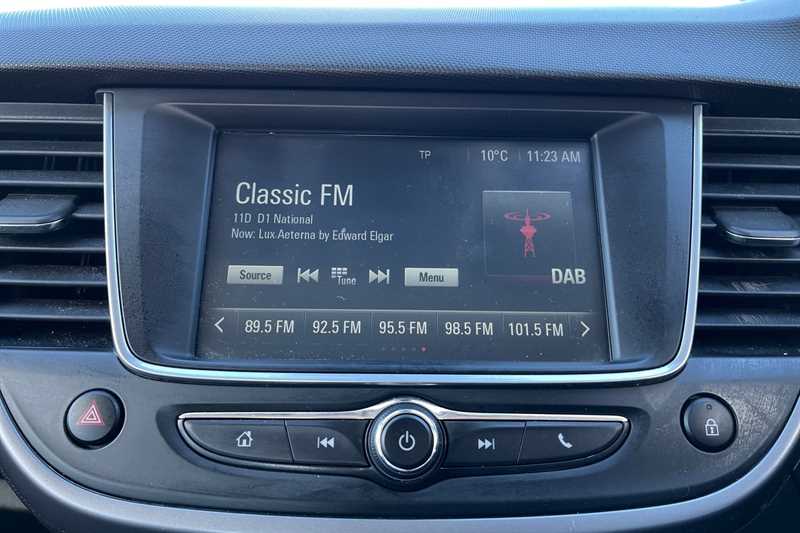 TP 10°C 11:23 AM
Classic FM
11D D1 National
Now: Lux Aeterna by Edward Elgar
Source Tune Menu
DAB
89.5 FM 92.5 FM 95.5 FM 98.5 FM 101.5 FM